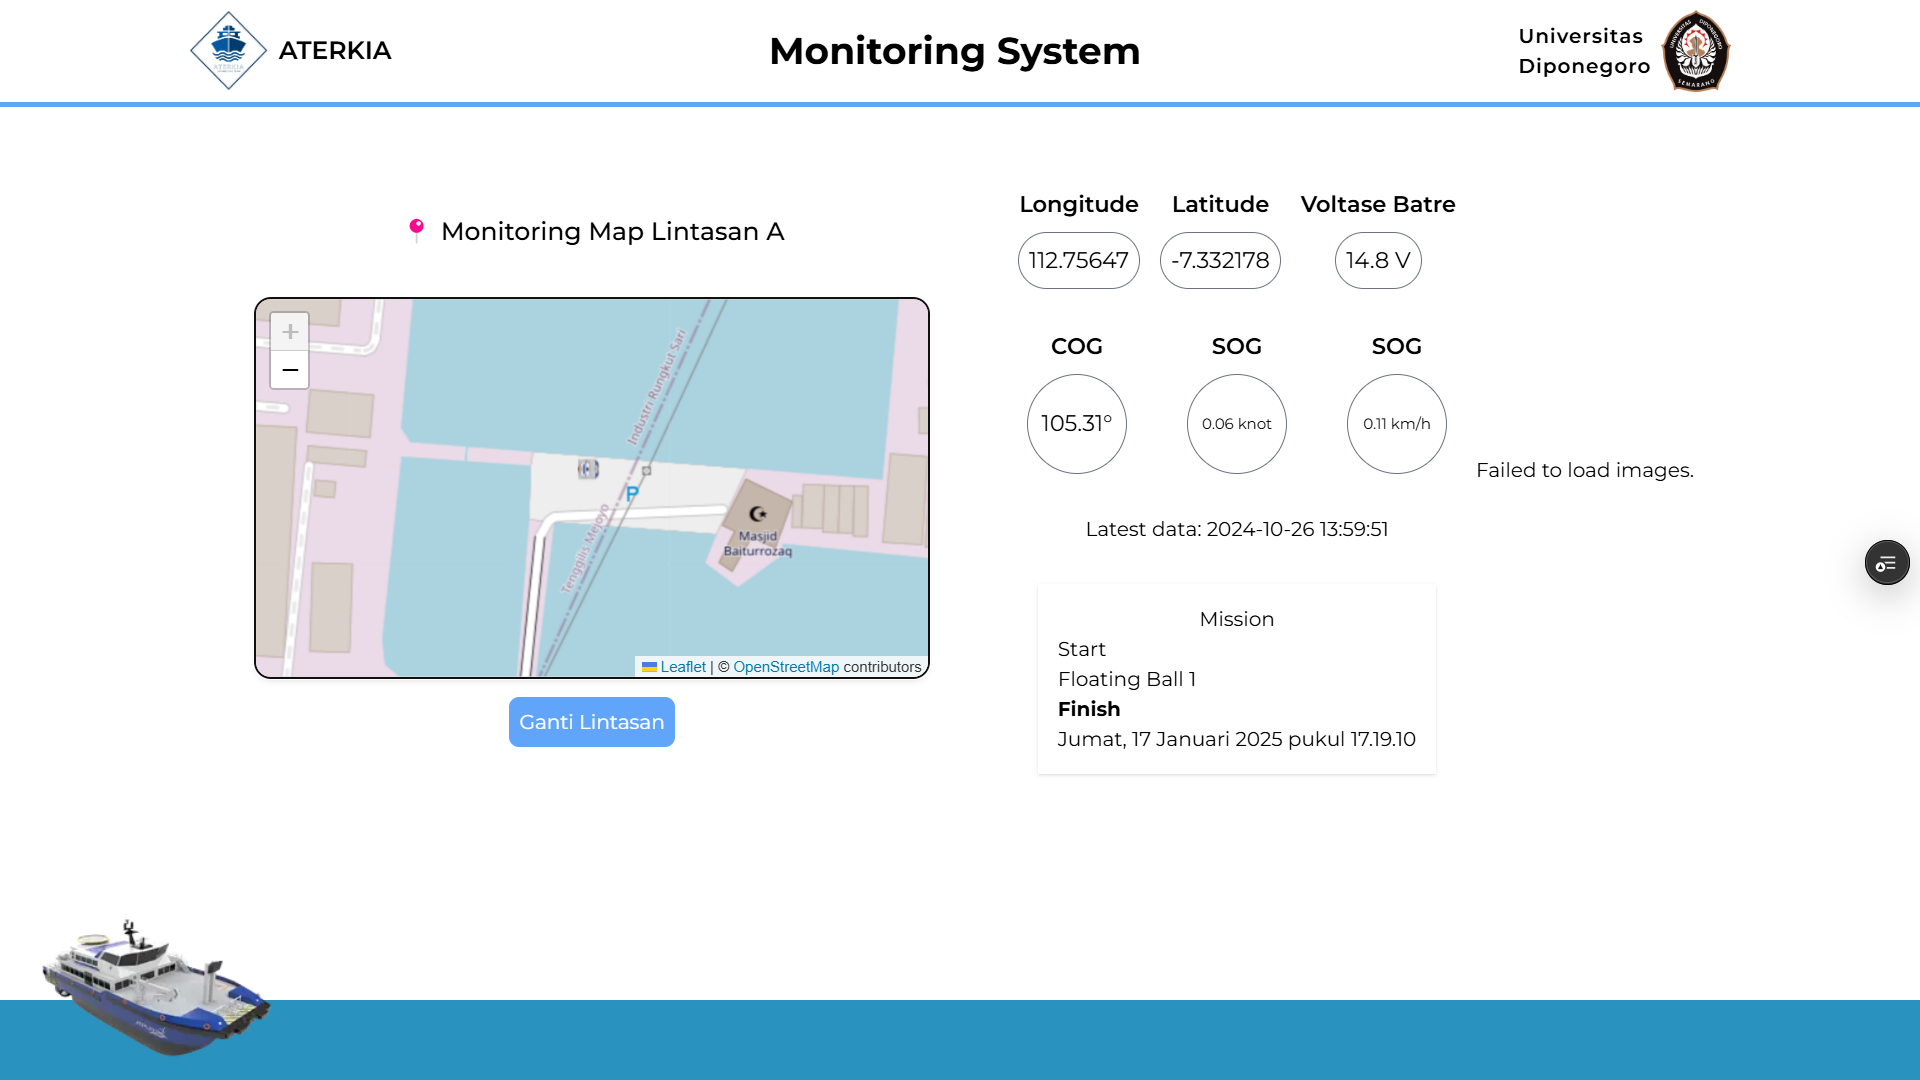 ATERKIA
Monitoring System
Universitas
Diponegoro
Monitoring Map Lintasan A
+
−
Industri Rungkut Sari
Tenggilis Mejoyo
P
Masjid
Baiturrozaq
Leaflet | © OpenStreetMap contributors
Ganti Lintasan
Longitude Latitude Voltase Batre
112.75647 -7.332178 14.8 V
COG SOG SOG
105.31° 0.06 knot 0.11 km/h
Latest data: 2024-10-26 13:59:51
Mission
Start
Floating Ball 1
Finish
Jumat, 17 Januari 2025 pukul 17.19.10
Failed to load images.